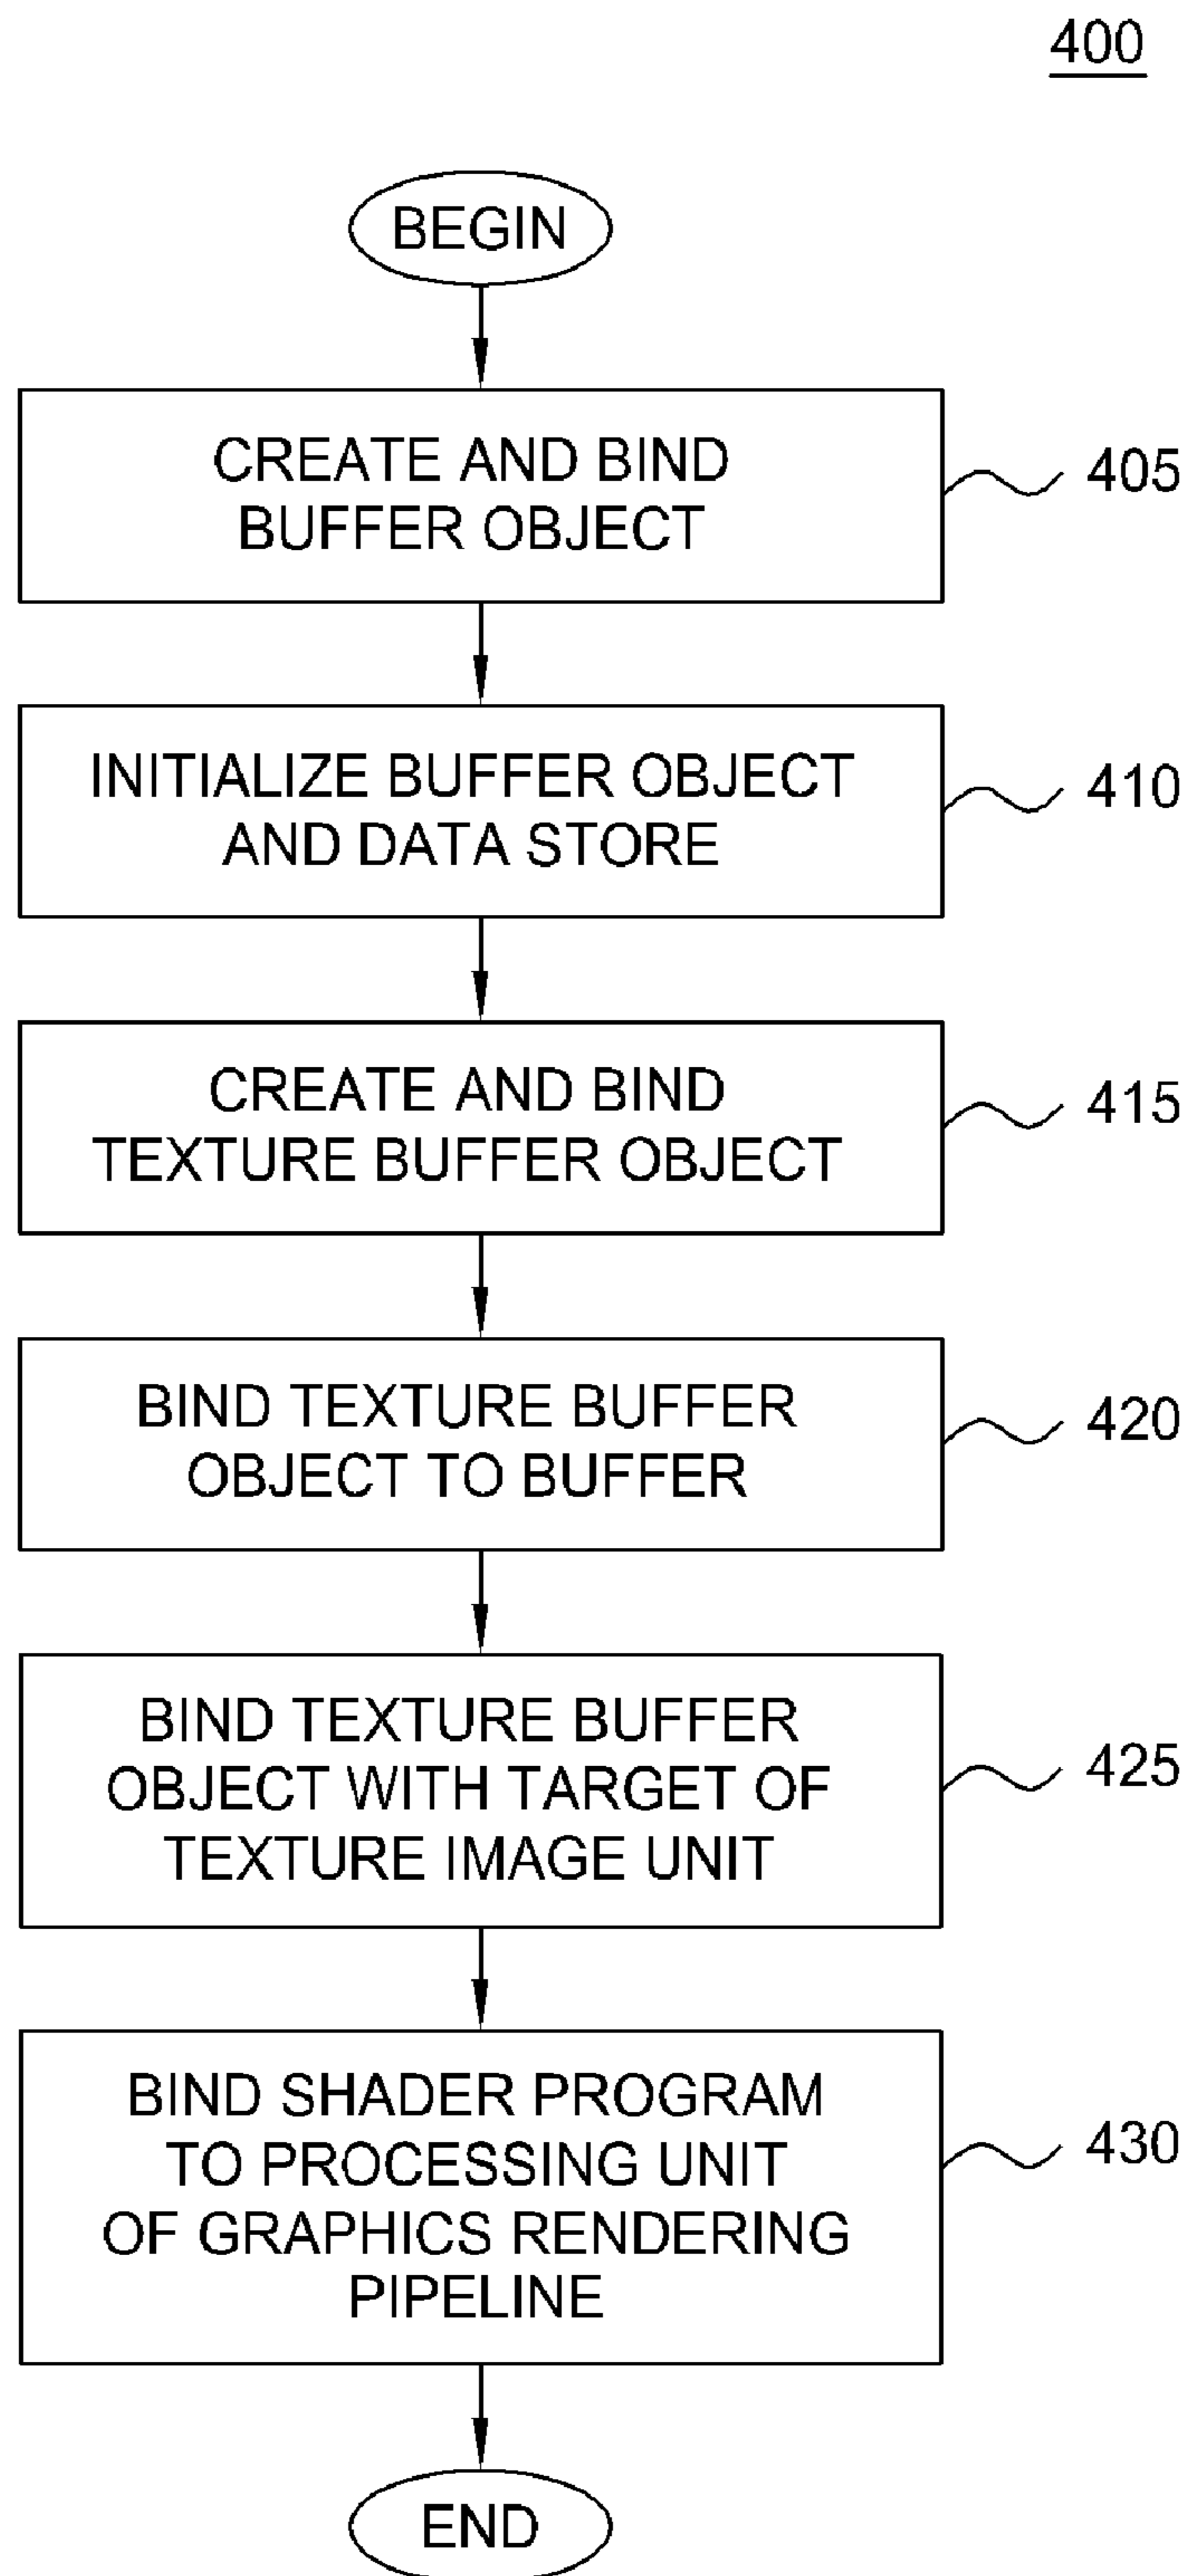 400
BEGIN
CREATE AND BIND
BUFFER OBJECT
405
INITIALIZE BUFFER OBJECT
AND DATA STORE
410
CREATE AND BIND
TEXTURE BUFFER OBJECT
415
BIND TEXTURE BUFFER
OBJECT TO BUFFER
420
BIND TEXTURE BUFFER
OBJECT WITH TARGET OF
TEXTURE IMAGE UNIT
425
BIND SHADER PROGRAM
TO PROCESSING UNIT
OF GRAPHICS RENDERING
PIPELINE
430
END